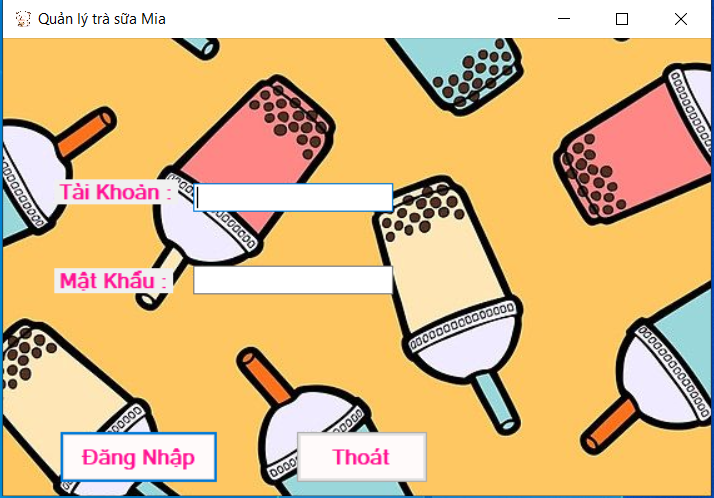 Quản lý trà sữa Mia
Tài Khoản :
Mật Khẩu :
Đăng Nhập
Thoát